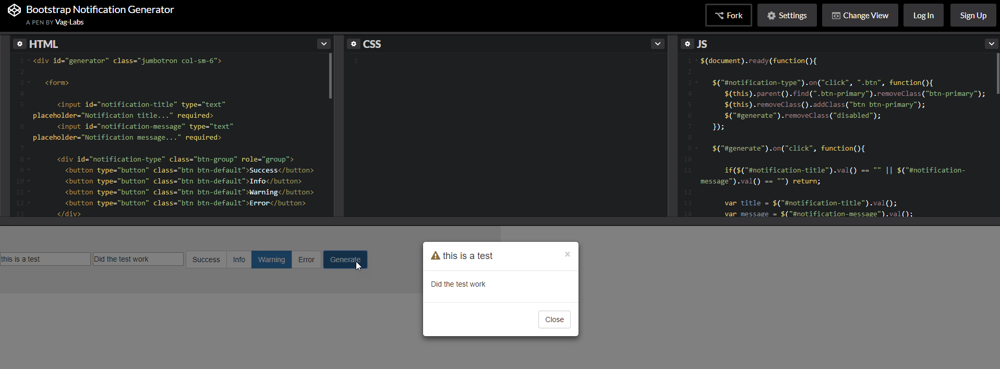 Bootstrap Notification Generator
A PEN BY Vag-Labs
Fork
Settings
Change View
Log In
Sign Up
HTML
1 <div id="generator" class="jumbotron col-sm-6">
2
3 <form>
4
5 <input id="notification-title" type="text"
placeholder="Notification title..." required>
6 <input id="notification-message" type="text"
placeholder="Notification message..." required>
7
8 <div id="notification-type" class="btn-group" role="group">
9 <button type="button" class="btn btn-default">Success</button>
10 <button type="button" class="btn btn-default">Info</button>
11 <button type="button" class="btn btn-default">Warning</button>
12 <button type="button" class="btn btn-default">Error</button>
13 </div>
CSS
1
JS
1 $(document).ready(function(){
2
3 $("#notification-type").on("click", ".btn", function(){
4 $(this).parent().find(".btn-primary").removeClass("btn-primary");
5 $(this).removeClass().addClass("btn btn-primary");
6 $("#generate").removeClass("disabled");
7 });
8
9 $("#generate").on("click", function(){
10
11 if($("#notification-title").val() == "" || $("#notification-
message").val() == "") return;
12
13 var title = $("#notification-title").val();
14 var message = $("#notification-message").val();
this is a test
Did the test work
Success
Info
Warning
Error
Generate
this is a test
×
Did the test work
Close